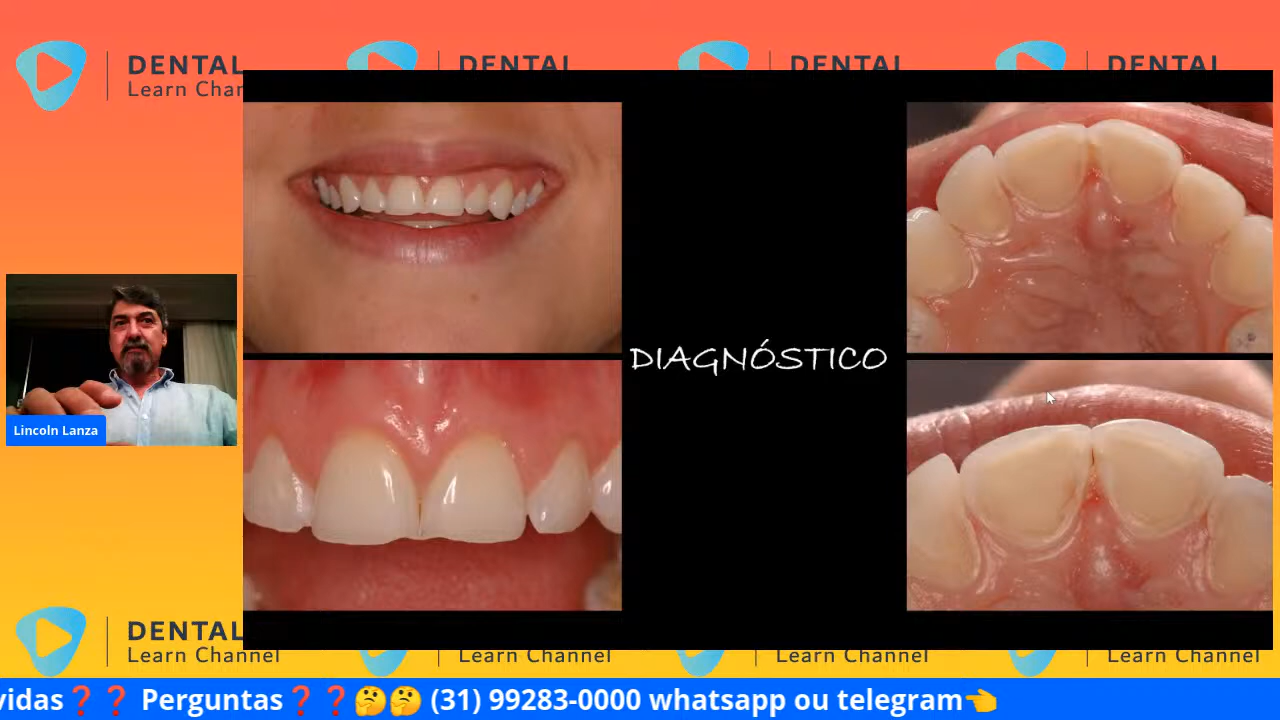 DENTAL
Learn Chan
DENTAL
DENTAL
DENTAL
DIAGNÓSTICO
Lincoln Lanza
DENTAL
Learn Channel
Learn Channel
Learn Channel
Learn Channel
vidas❓❓ Perguntas❓❓🤔🤔 (31) 99283-0000 whatsapp ou telegram👈